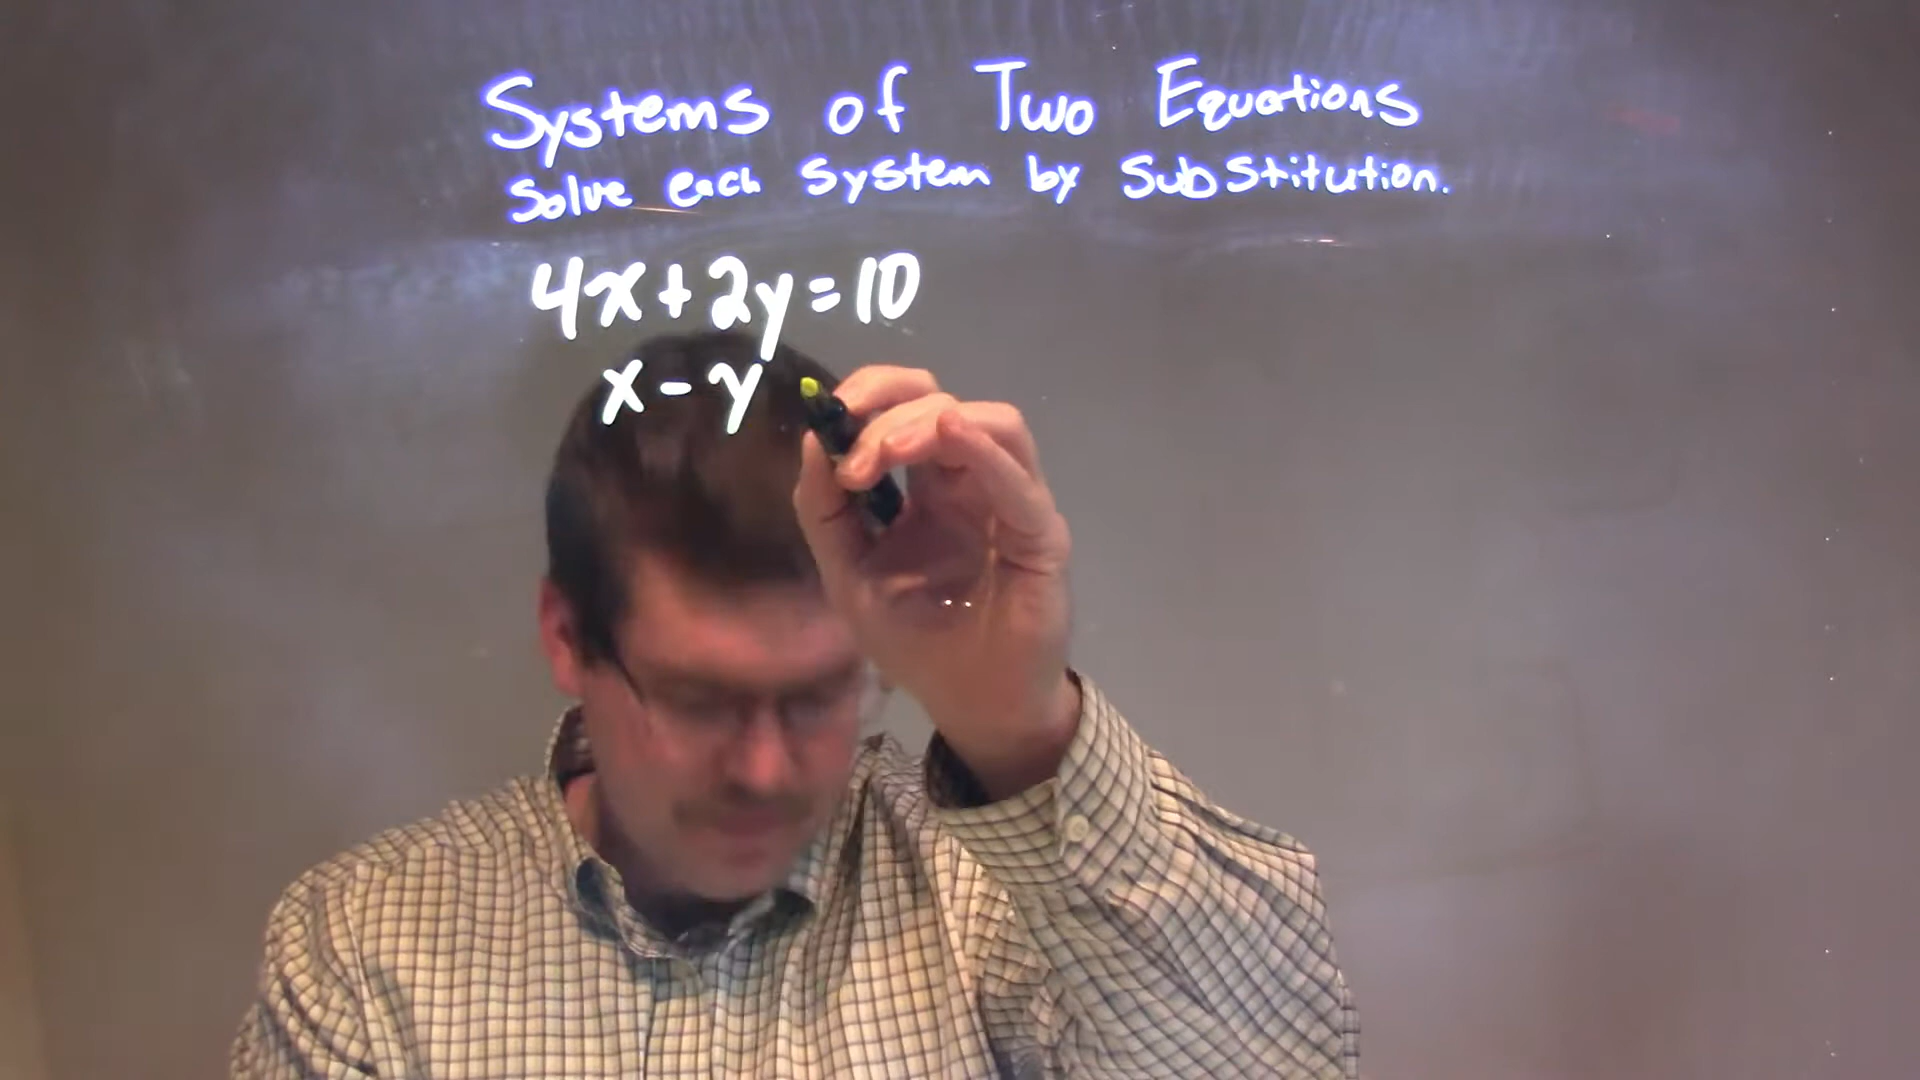 Systems of Two Equations
Solve each system by substitution.
4x+2y=10
x-y